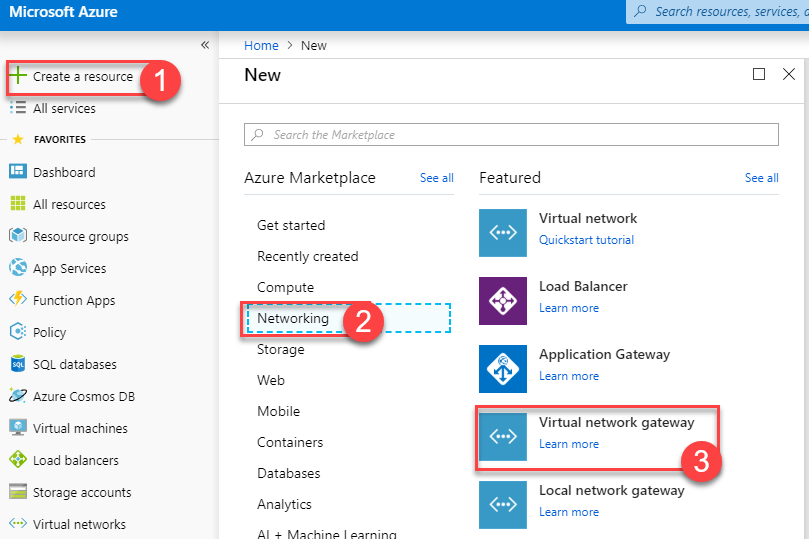 Microsoft Azure
Search resources, services, a
«
Create a resource
1
All services
FAVORITES
Dashboard
All resources
Resource groups
App Services
Function Apps
Policy
SQL
SQL databases
Azure Cosmos DB
Virtual machines
Load balancers
Storage accounts
Virtual networks
Home > New
New
Search the Marketplace
Azure Marketplace
See all
Get started
Recently created
Compute
Networking
2
Storage
Web
Mobile
Containers
Databases
Analytics
AI + Machine Learning
Featured
See all
Virtual network
Quickstart tutorial
Load Balancer
Learn more
Application Gateway
Learn more
Virtual network gateway
Learn more
3
Local network gateway
Learn more